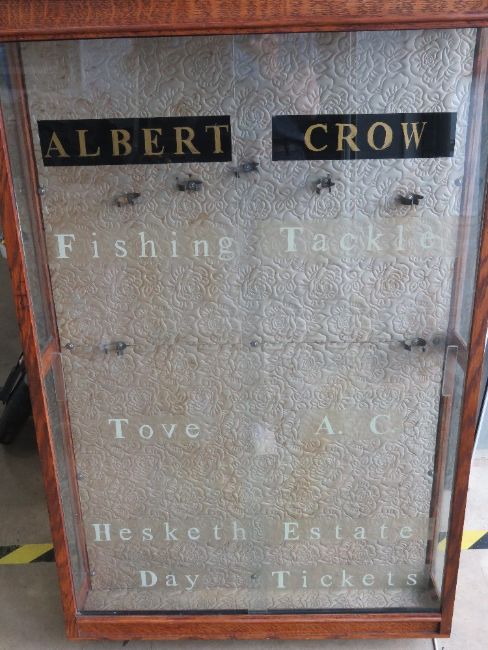 ALBERT CROW
Fishing Tackle
Tove A. C.
Hesketh Estate
Day Tickets